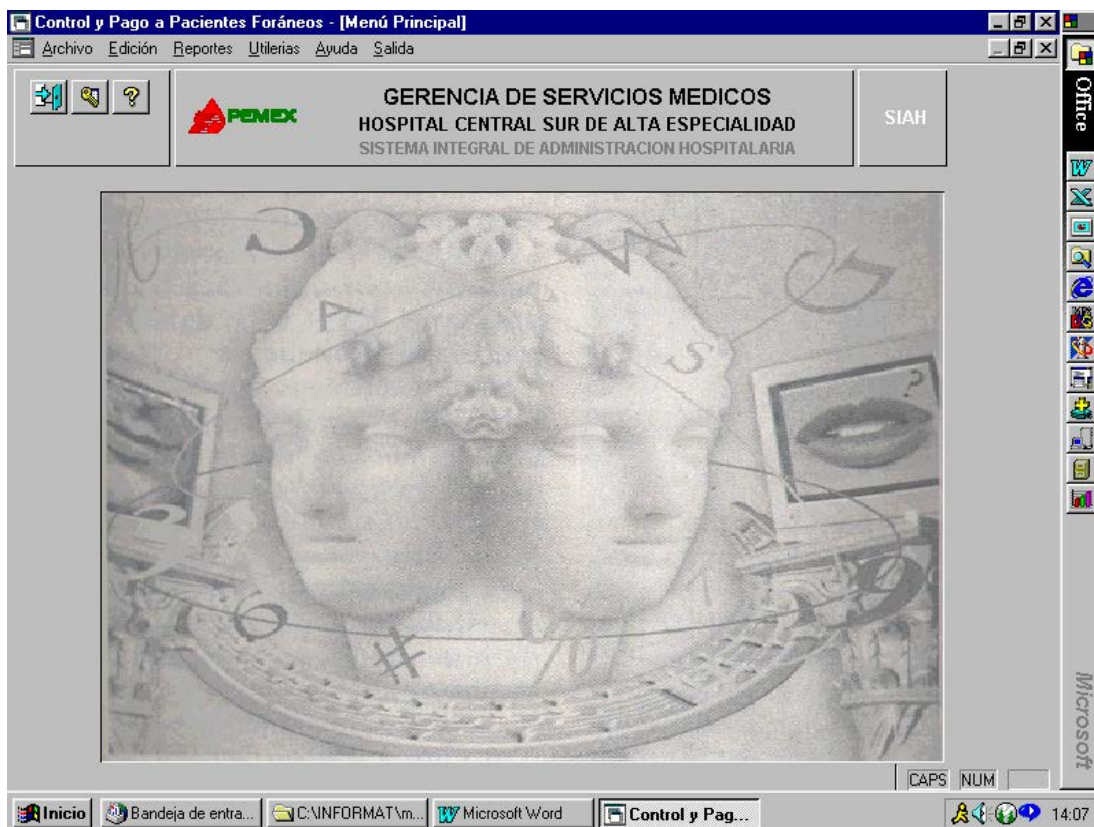 Control y Pago a Pacientes Foráneos - [Menú Principal]
Archivo Edición Reportes Utilerias Ayuda Salida
PEMEX
GERENCIA DE SERVICIOS MEDICOS
HOSPITAL CENTRAL SUR DE ALTA ESPECIALIDAD
SISTEMA INTEGRAL DE ADMINISTRACION HOSPITALARIA
SIAH
Office
C
M
G
A
S
?
6
#
%
Microsoft
CAPS NUM
Inicio Bandeja de entra... C:\INFORMAT\m... Microsoft Word Control y Pag... 14:07